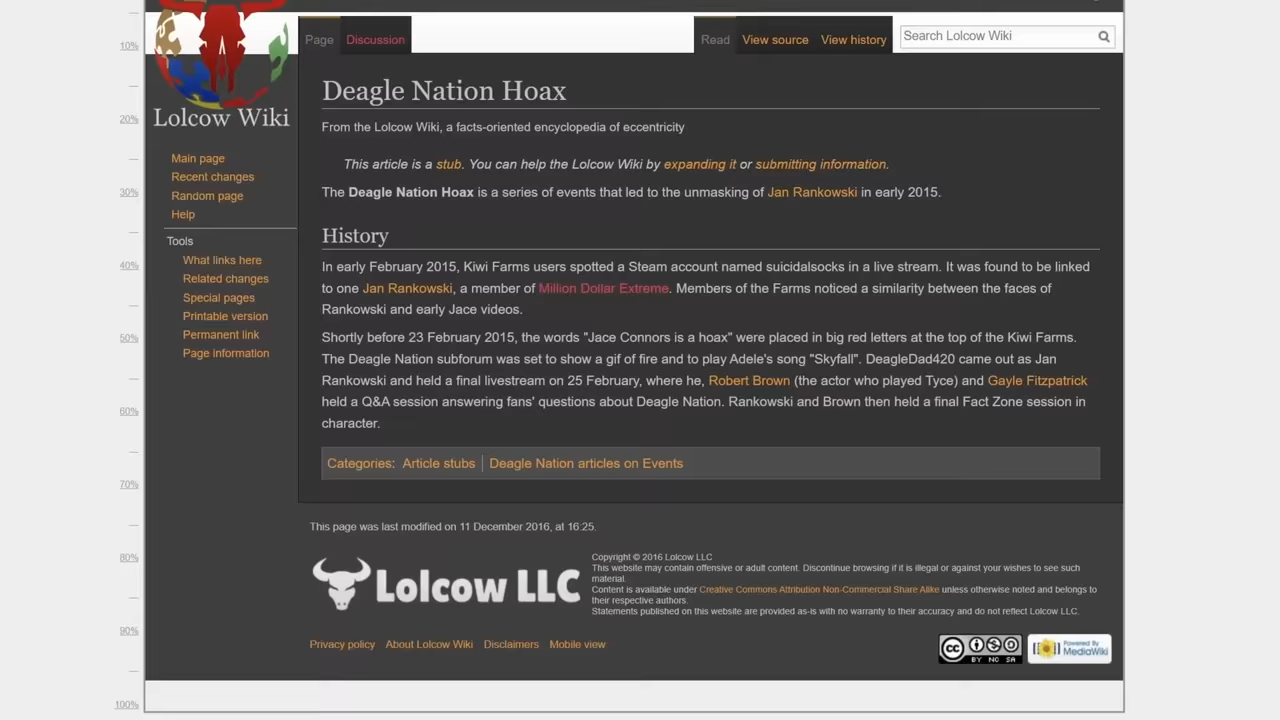 Page
Discussion
Read
View source
View history
Search Lolcow Wiki
10%
20%
30%
40%
50%
60%
70%
80%
90%
100%
Lolcow Wiki
Main page
Recent changes
Random page
Help
Tools
What links here
Related changes
Special pages
Printable version
Permanent link
Page information
Deagle Nation Hoax
From the Lolcow Wiki, a facts-oriented encyclopedia of eccentricity
This article is a stub. You can help the Lolcow Wiki by expanding it or submitting information.
The Deagle Nation Hoax is a series of events that led to the unmasking of Jan Rankowski in early 2015.
History
In early February 2015, Kiwi Farms users spotted a Steam account named suicidalsocks in a live stream. It was found to be linked
to one Jan Rankowski, a member of Million Dollar Extreme. Members of the Farms noticed a similarity between the faces of
Rankowski and early Jace videos.
Shortly before 23 February 2015, the words "Jace Connors is a hoax" were placed in big red letters at the top of the Kiwi Farms.
The Deagle Nation subforum was set to show a gif of fire and to play Adele's song "Skyfall". DeagleDad420 came out as Jan
Rankowski and held a final livestream on 25 February, where he, Robert Brown (the actor who played Tyce) and Gayle Fitzpatrick
held a Q&A session answering fans' questions about Deagle Nation. Rankowski and Brown then held a final Fact Zone session in
character.
Categories: Article stubs | Deagle Nation articles on Events
This page was last modified on 11 December 2016, at 16:25.
Lolcow LLC
Copyright © 2016 Lolcow LLC
This website may contain offensive or adult content. Discontinue browsing if it is illegal or against your wishes to see such
material.
Content is available under Creative Commons Attribution Non-Commercial Share Alike unless otherwise noted and belongs to
their respective authors.
Statements published on this website are provided as-is with no warranty to their accuracy and do not reflect Lolcow LLC.
Privacy policy
About Lolcow Wiki
Disclaimers
Mobile view
cc
BY NC SA
Powered By
MediaWiki